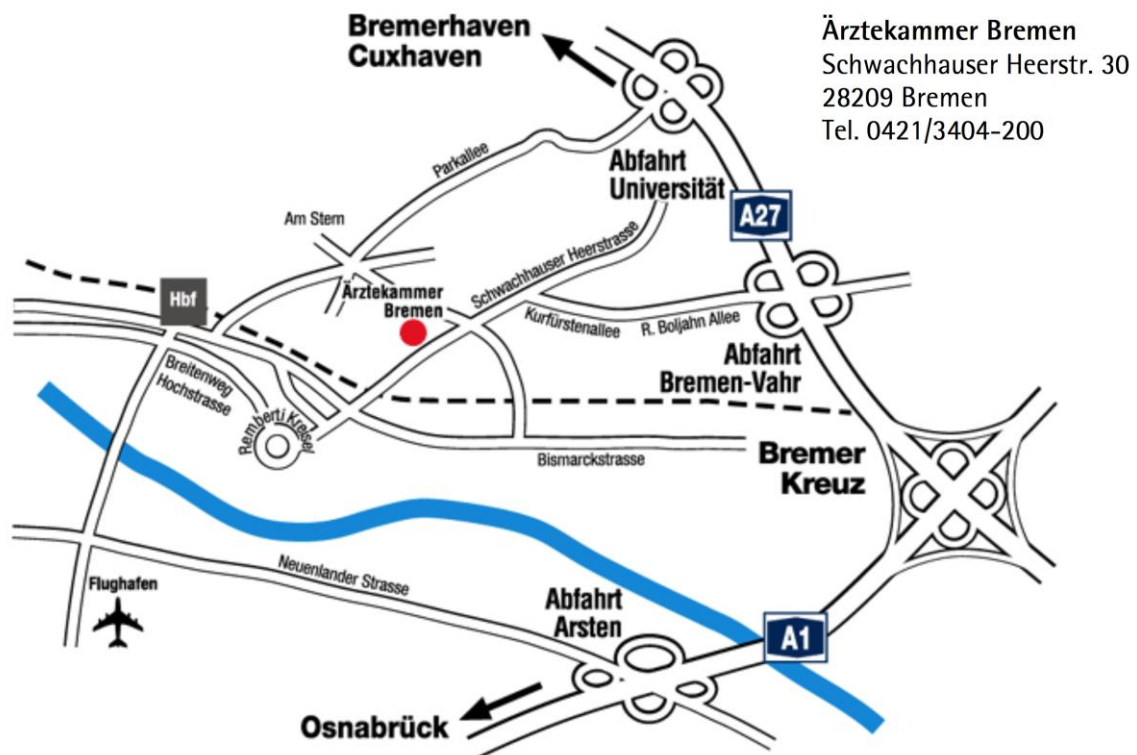 Bremerhaven
Cuxhaven
Ärztekammer Bremen
Schwachhauser Heerstr. 30
28209 Bremen
Tel. 0421/3404-200
Parkallee
Abfahrt
Universität
A27
Am Stern
Schwachhauser Heerstrasse
Hbf
Ärztekammer
Bremen
Kurfürstenallee
R. Boljahn Allee
Abfahrt
Bremen-Vahr
Breitenweg
Hochstrasse
Remberti Kreisel
Bismarckstrasse
Bremer
Kreuz
Neuenlander Strasse
Flughafen
Abfahrt
Arsten
A1
Osnabrück